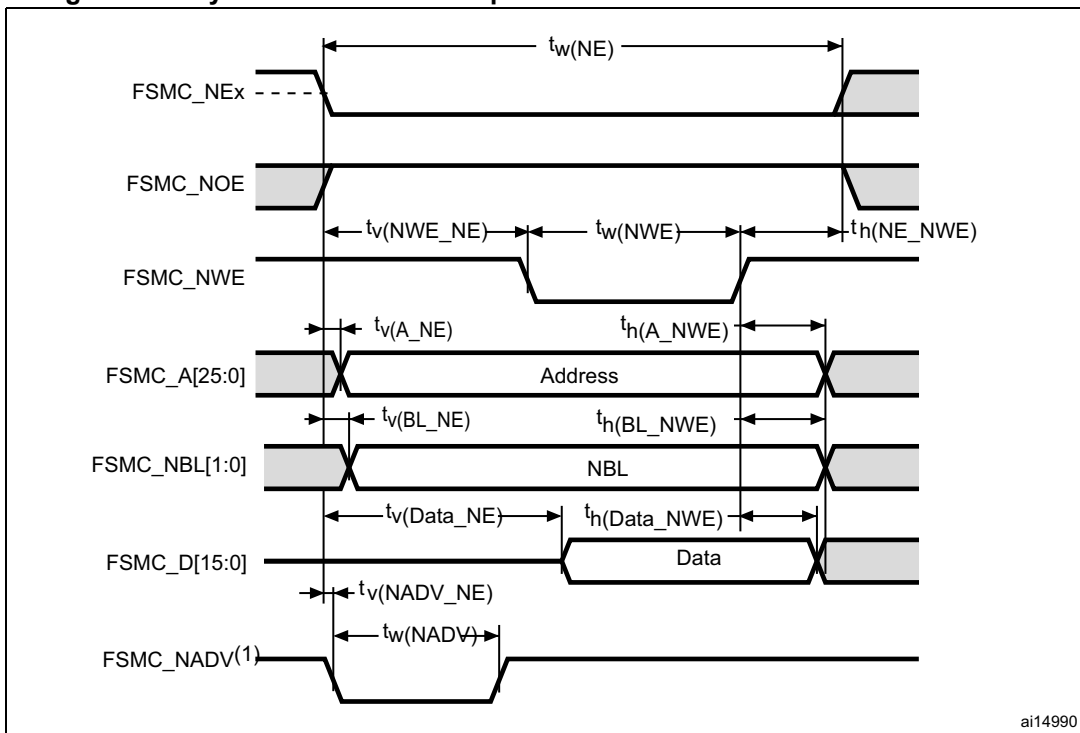 tw(NE)
FSMC_NEx
FSMC_NOE
tv(NWE_NE)
tw(NWE)
th(NE_NWE)
FSMC_NWE
tv(A_NE)
th(A_NWE)
FSMC_A[25:0]
Address
tv(BL_NE)
th(BL_NWE)
FSMC_NBL[1:0]
NBL
tv(Data_NE)
th(Data_NWE)
FSMC_D[15:0]
Data
tv(NADV_NE)
tw(NADV)
FSMC_NADV(1)
ai14990